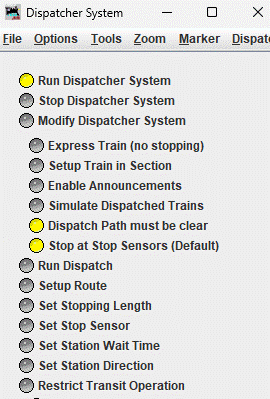 Dispatcher System
File Options Tools Zoom Marker Dispatc
Run Dispatcher System
Stop Dispatcher System
Modify Dispatcher System
Express Train (no stopping)
Setup Train in Section
Enable Announcements
Simulate Dispatched Trains
Dispatch Path must be clear
Stop at Stop Sensors (Default)
Run Dispatch
Setup Route
Set Stopping Length
Set Stop Sensor
Set Station Wait Time
Set Station Direction
Restrict Transit Operation